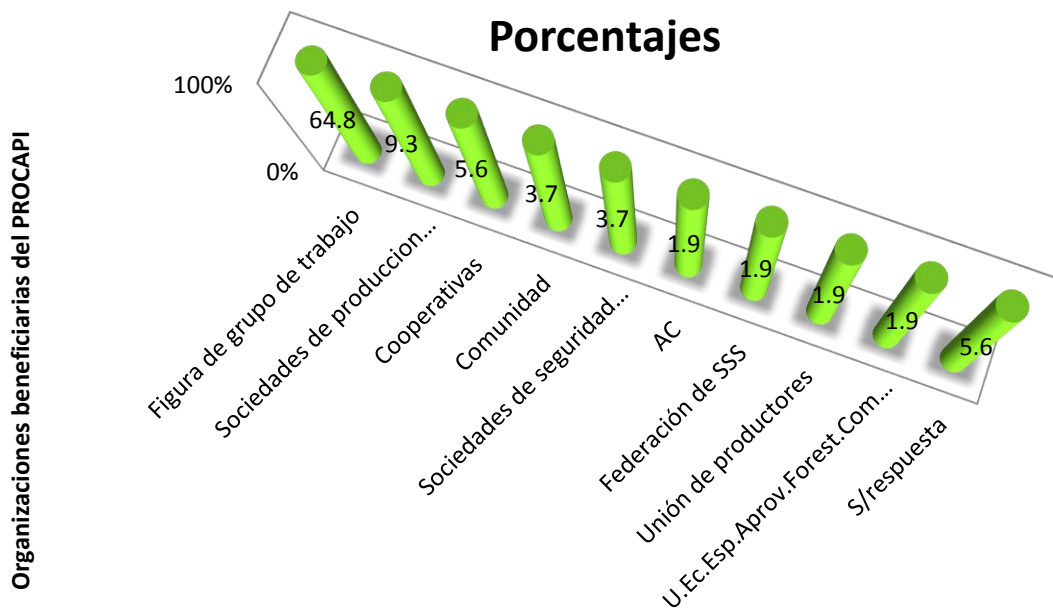 Porcentajes
Organizaciones beneficiarias del PROCAPI
100%
0%
64.8
9.3
5.6
3.7
3.7
1.9
1.9
1.9
1.9
5.6
Figura de grupo de trabajo
Sociedades de produccion...
Cooperativas
Comunidad
Sociedades de seguridad...
AC
Federación de SSS
Unión de productores
U.Ec.Esp.Aprov.Forest.Com...
S/respuesta